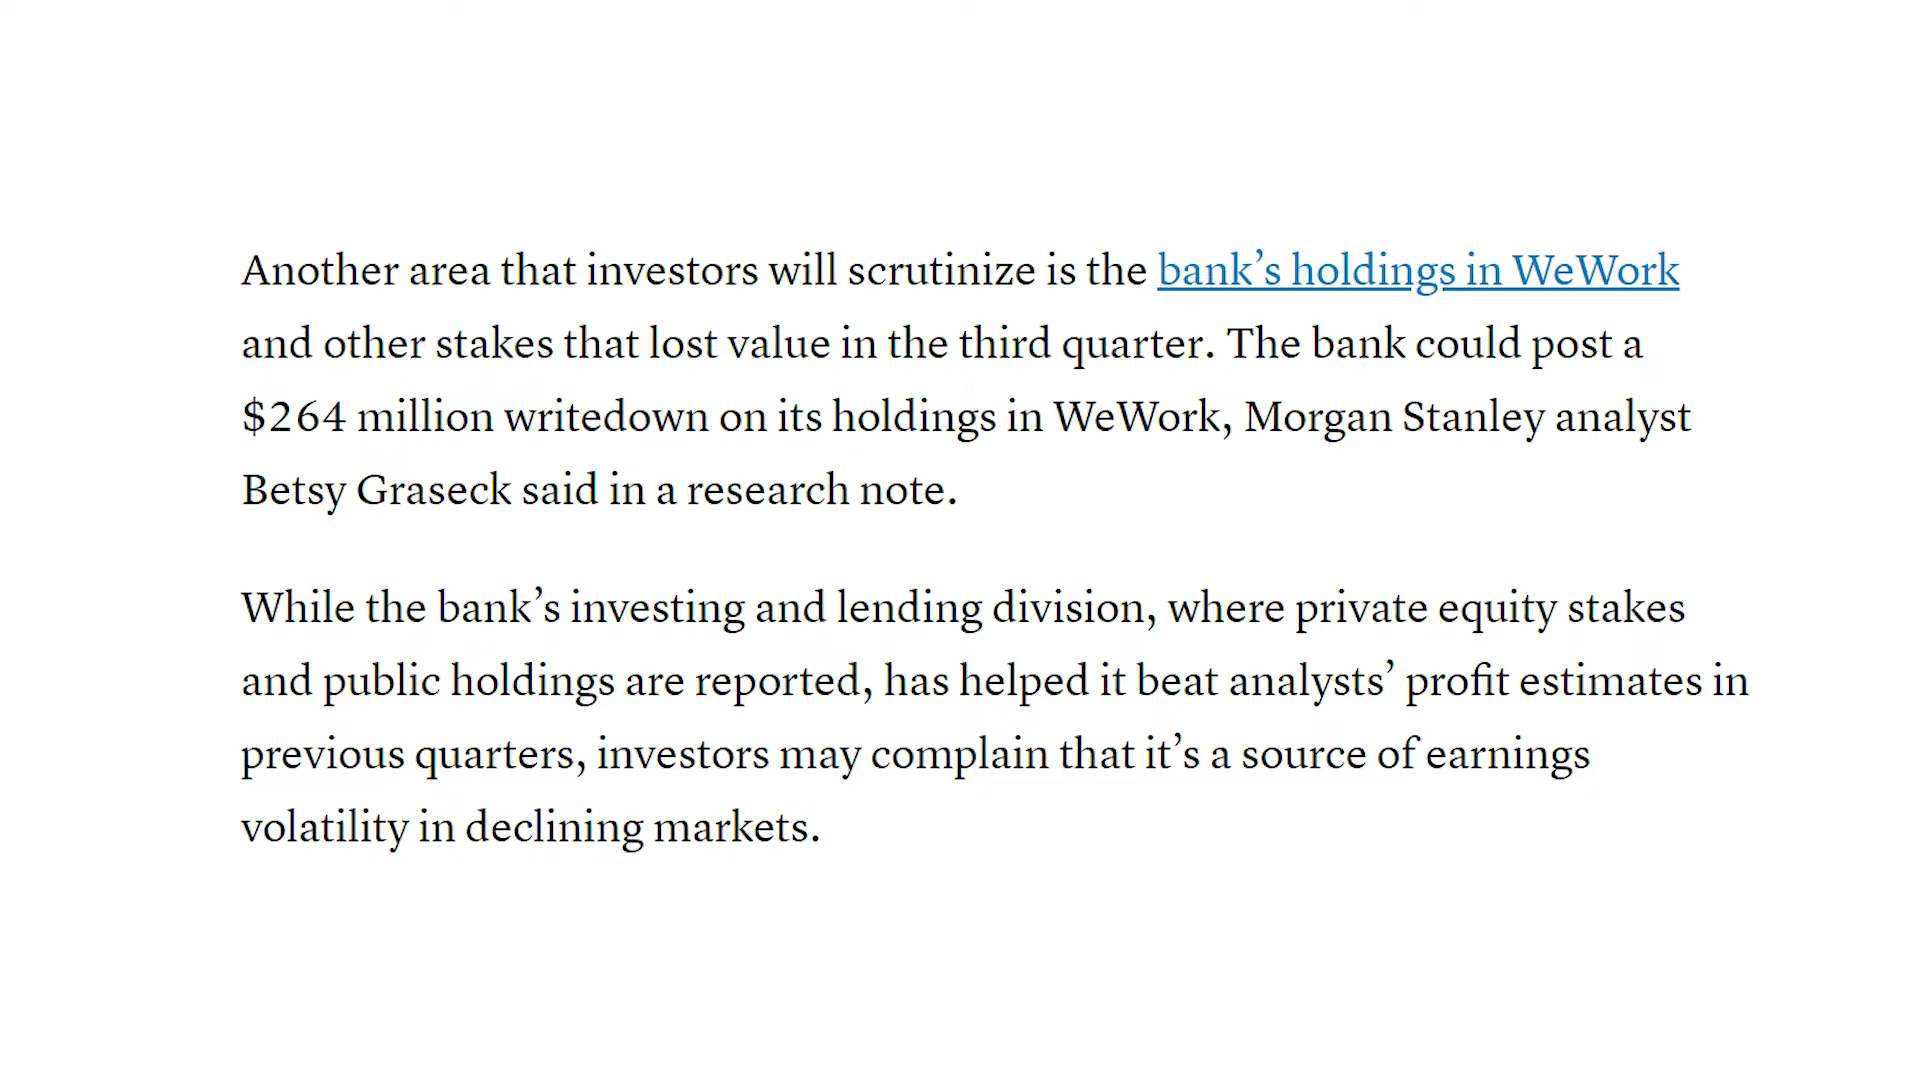 Another area that investors will scrutinize is the bank’s holdings in WeWork
and other stakes that lost value in the third quarter. The bank could post a
$264 million writedown on its holdings in WeWork, Morgan Stanley analyst
Betsy Graseck said in a research note.
While the bank’s investing and lending division, where private equity stakes
and public holdings are reported, has helped it beat analysts’ profit estimates in
previous quarters, investors may complain that it’s a source of earnings
volatility in declining markets.